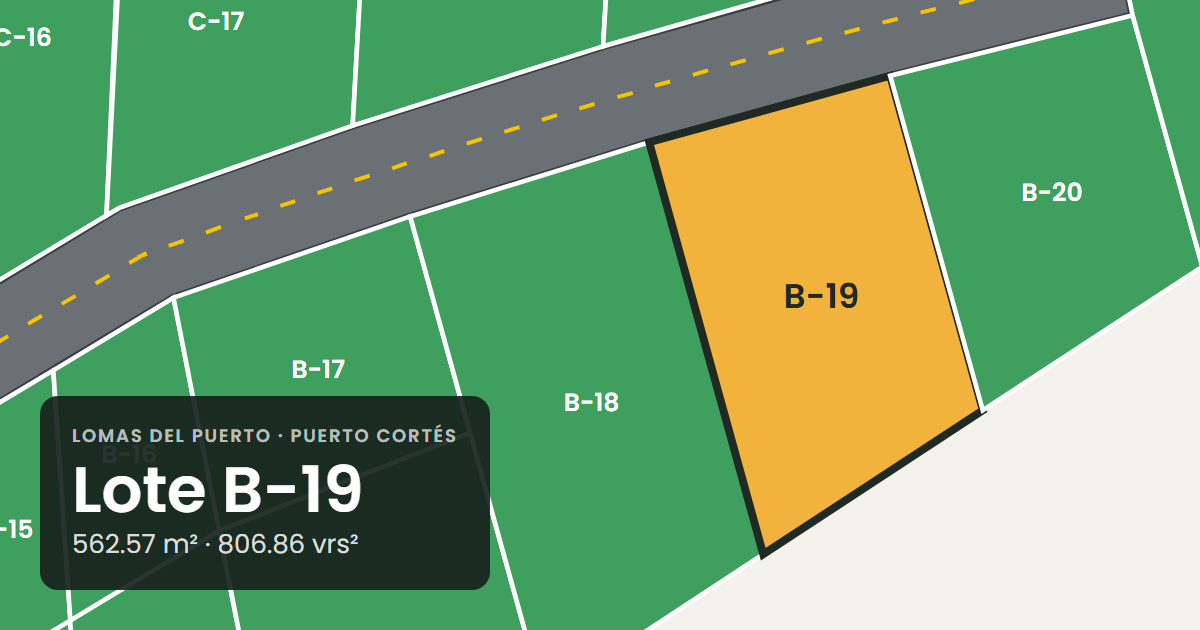 C-16
C-17
B-20
B-19
B-17
B-18
B-16
-15
LOMAS DEL PUERTO · PUERTO CORTÉS
Lote B-19
562.57 m² · 806.86 vrs²